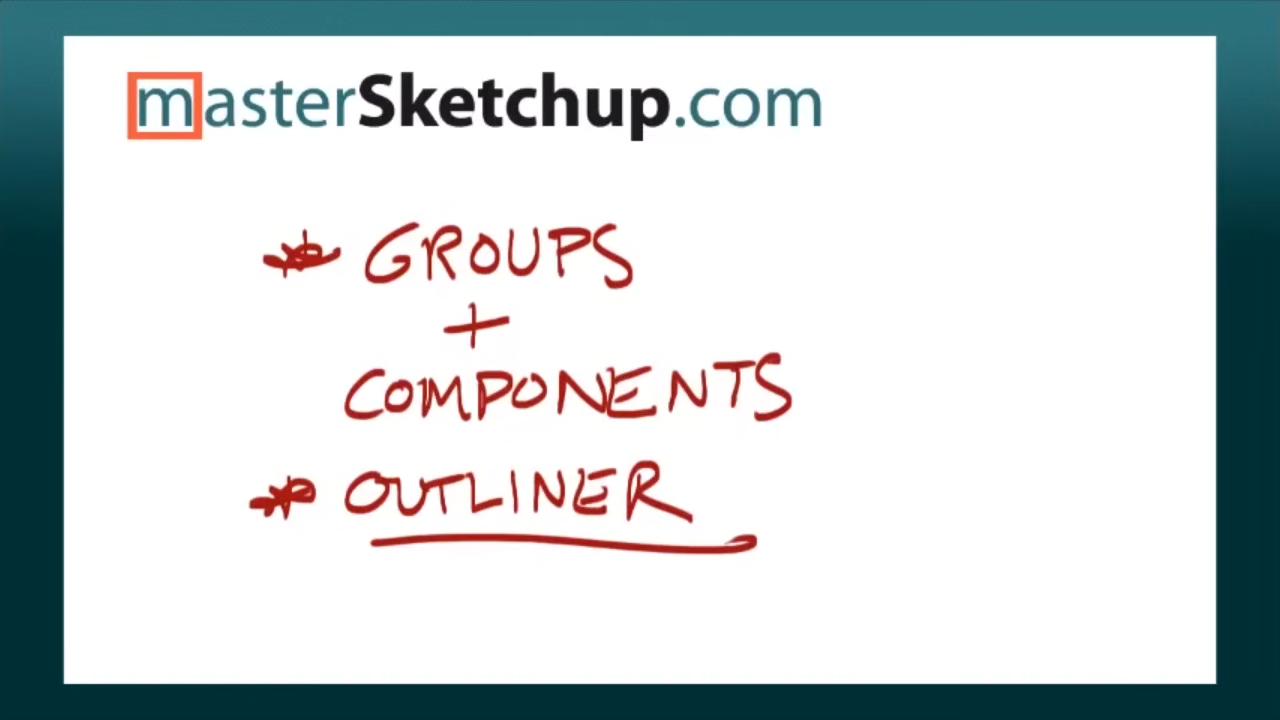 masterSketchup.com
* GROUPS
+
COMPONENTS
* OUTLINER